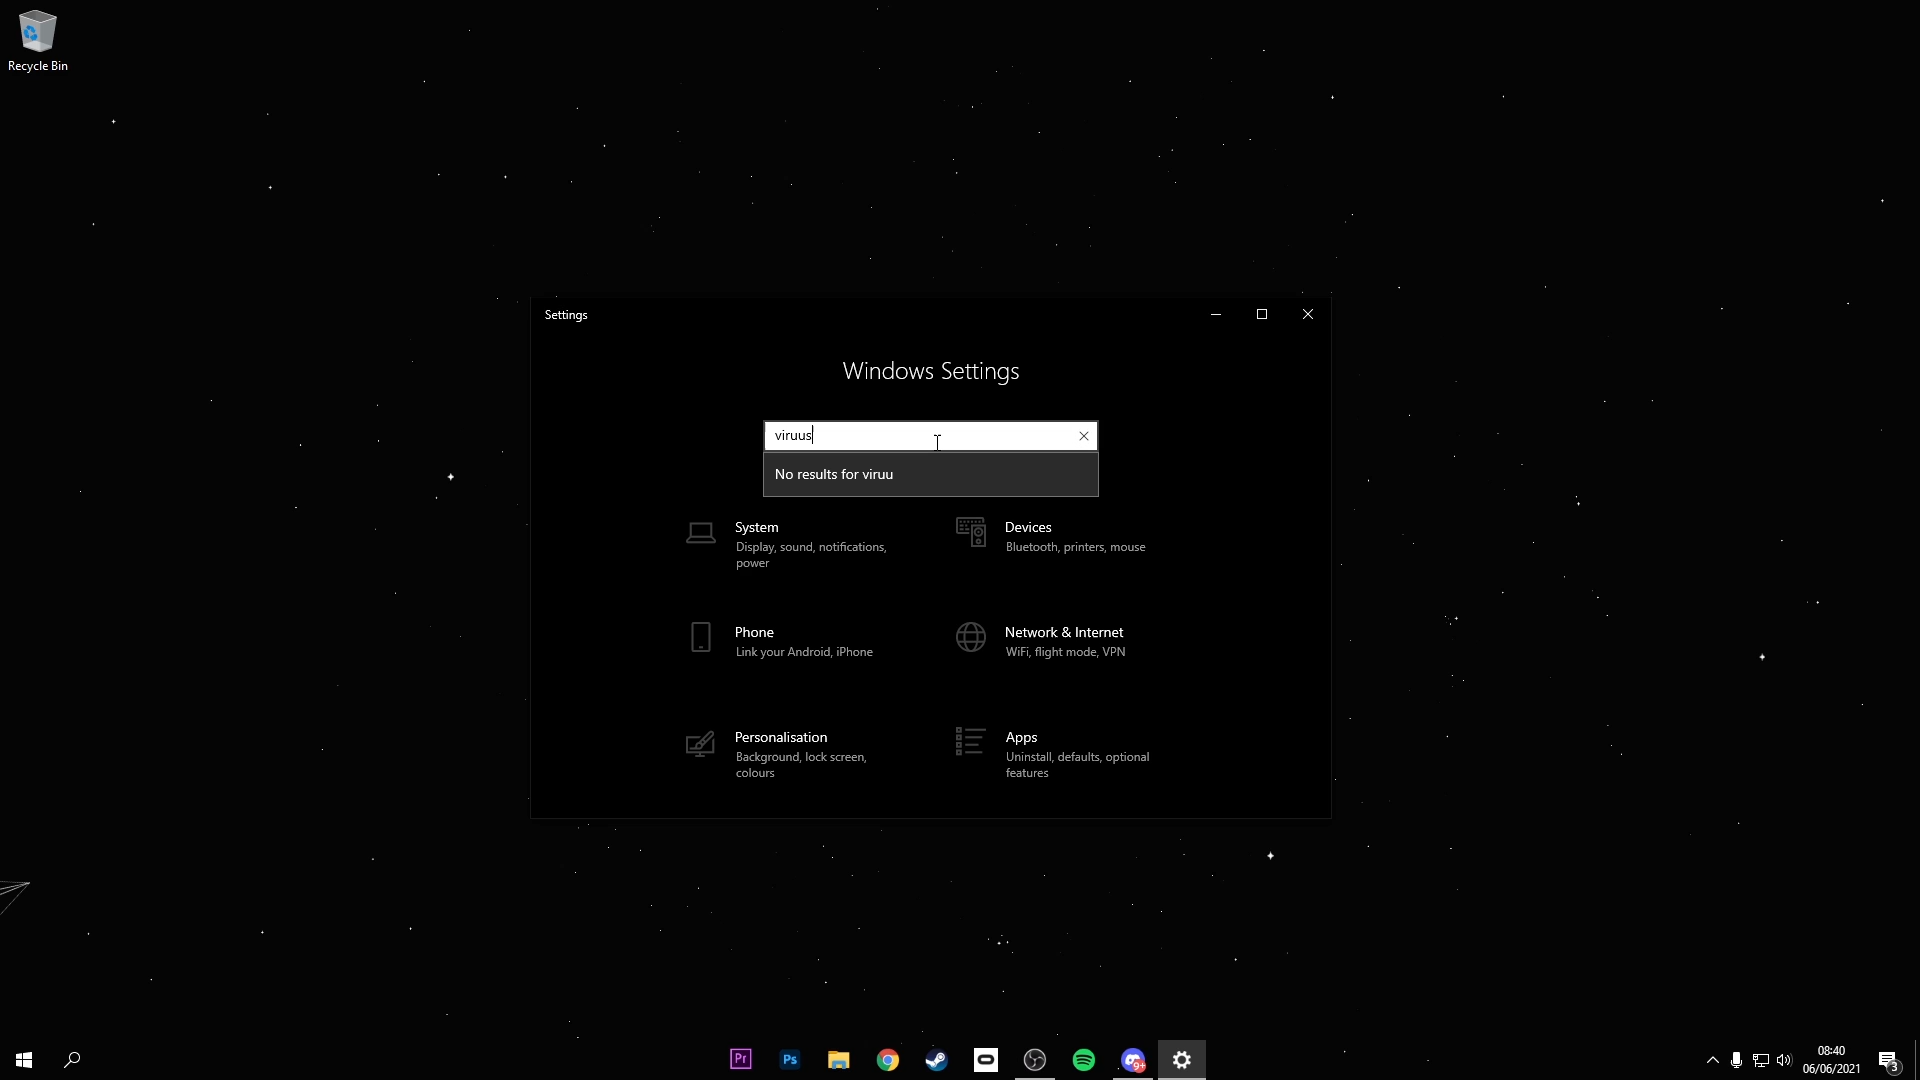 Recycle Bin
Settings
Windows Settings
viruus
No results for viruu
System
Display, sound, notifications,
power
Devices
Bluetooth, printers, mouse
Phone
Link your Android, iPhone
Network & Internet
WiFi, flight mode, VPN
Personalisation
Background, lock screen,
colours
Apps
Uninstall, defaults, optional
features
Pr
Ps
9+
08:40
06/06/2021
3